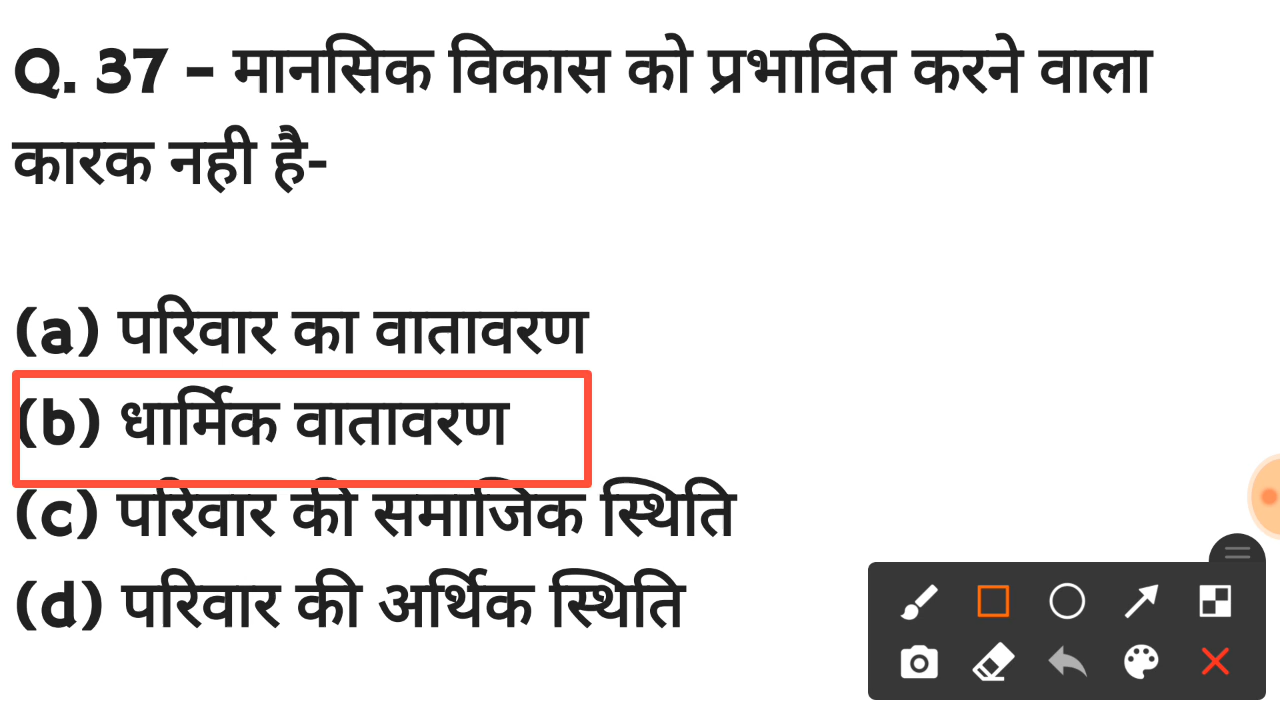 Q. 37 - मानसिक विकास को प्रभावित करने वाला
कारक नही है-
(a) परिवार का वातावरण
(b) धार्मिक वातावरण
(c) परिवार की समाजिक स्थिति
(d) परिवार की अर्थिक स्थिति